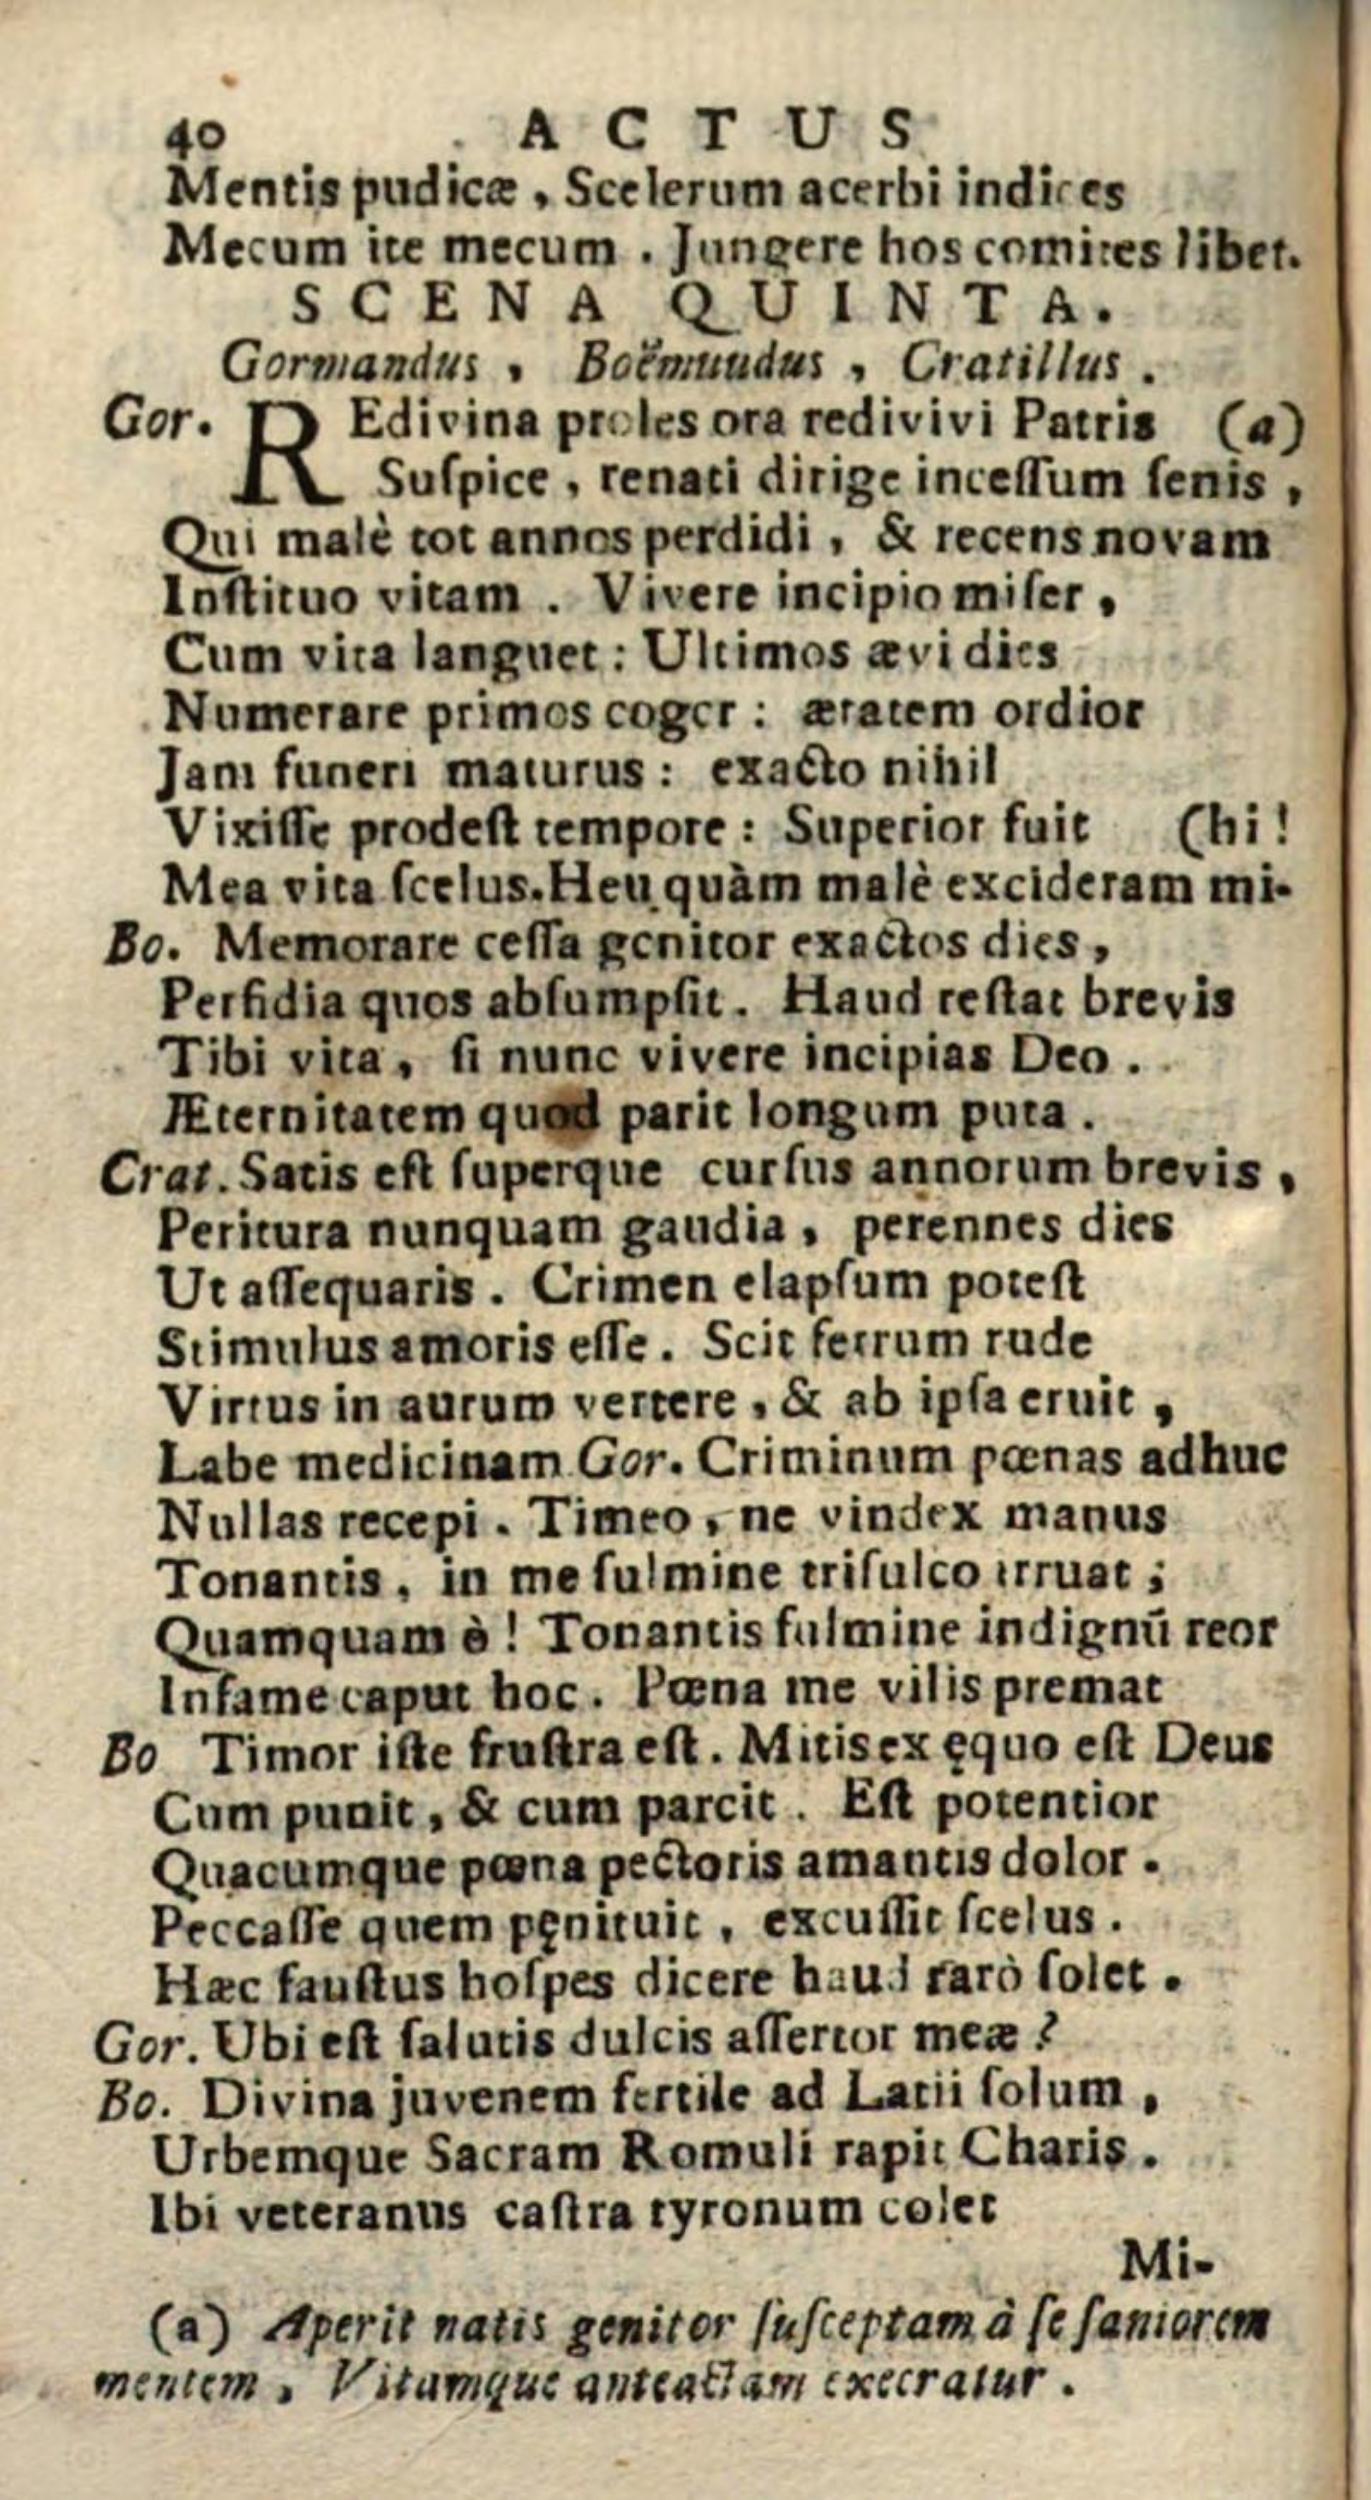 40 ACTUS
Mentis pudicæ, Scelerum acerbi indices
Mecum ite mecum. Jungere hos comites libet.
SCENA QUINTA.
Gormandus, Boëmuudus, Cratillus.
Gor. REdivina proles ora redivivi Patris (a)
Suſpice, renati dirige inceſſum ſenis,
Qui malè tot annos perdidi, & recens novam
Inſtituo vitam. Vivere incipio miſer,
Cum vita languet: Ultimos ævi dies
Numerare primos cogor: ætatem ordior
Jam funeri maturus: exacto nihil
Vixiſſe prodeſt tempore: Superior fuit (hi!
Mea vita ſcelus. Heu quàm malè excideram mi-
Bo. Memorare ceſſa genitor exactos dies,
Perfidia quos abſumpſit. Haud reſtat brevis
Tibi vita, ſi nunc vivere incipias Deo.
Æternitatem quod parit longum puta.
Crat. Satis eſt ſuperque curſus annorum brevis,
Peritura nunquam gaudia, perennes dies
Ut aſſequaris. Crimen elapſum poteſt
Stimulus amoris eſſe. Scit ferrum rude
Virtus in aurum vertere, & ab ipſa eruit,
Labe medicinam Gor. Criminum pœnas adhuc
Nullas recepi. Timeo, ne vindex manus
Tonantis, in me fulmine triſulco irruat;
Quamquam è! Tonantis fulmine indignū reor
Infame caput hoc. Pœna me vilis premat
Bo Timor iſte fruſtra eſt. Mitis ex ęquo eſt Deus
Cum punit, & cum parcit. Eſt potentior
Quacumque pœna pectoris amantis dolor.
Peccaſſe quem pęnituit, excuſſit ſcelus.
Hæc fauſtus hoſpes dicere haud rarò ſolet.
Gor. Ubi eſt ſalutis dulcis aſſertor meæ?
Bo. Divina juvenem fertile ad Latii ſolum,
Urbemque Sacram Romuli rapit Charis.
Ibi veteranus caſtra tyronum colet
Mi-
(a) Aperit natis genitor ſuſceptam à ſe ſaniorem
mentem, Vitamque anteactam execratur.